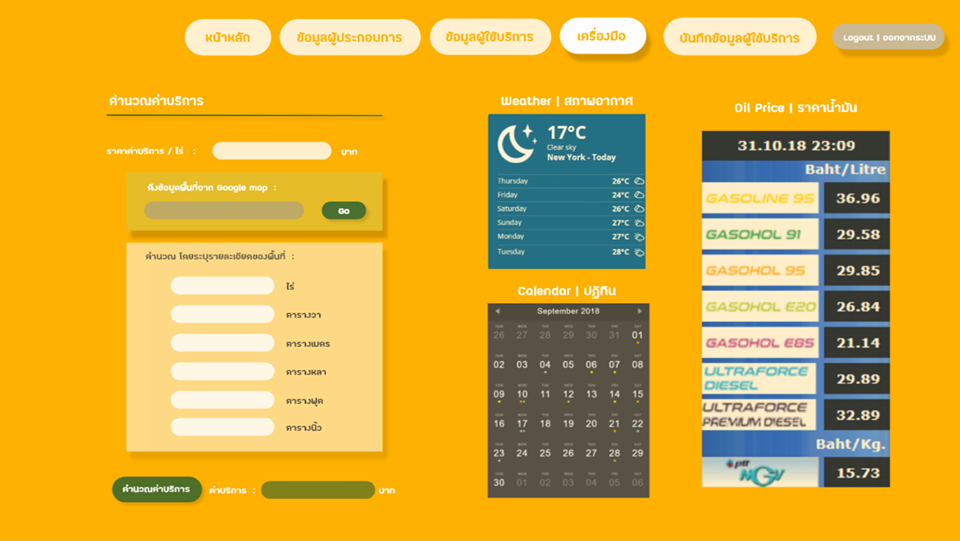 หน้าหลัก
ข้อมูลผู้ประกอบการ
ข้อมูลผู้ใช้บริการ
เครื่องมือ
บันทึกข้อมูลผู้ใช้บริการ
Logout | ออกจากระบบ
คำนวณค่าบริการ
ราคาค่าบริการ / ไร่ :
บาท
ดึงข้อมูลพื้นที่จาก Google map :
Go
คำนวณ โดยระบุรายละเอียดของพื้นที่ :
ไร่
ตารางวา
ตารางเมตร
ตารางหลา
ตารางฟุต
ตารางนิ้ว
คำนวณค่าบริการ
ค่าบริการ :
บาท
Weather | สภาพอากาศ
17°C
Clear sky
New York - Today
Thursday 26°C
Friday 24°C
Saturday 26°C
Sunday 27°C
Monday 27°C
Tuesday 28°C
Calendar | ปฏิทิน
September 2018
SUN MON TUE WED THU FRI SAT
26 27 28 29 30 31 01
02 03 04 05 06 07 08
09 10 11 12 13 14 15
16 17 18 19 20 21 22
23 24 25 26 27 28 29
30 01 02 03 04 05 06
Oil Price | ราคาน้ำมัน
31.10.18 23:09
Baht/Litre
GASOLINE 95 36.96
GASOHOL 91 29.58
GASOHOL 95 29.85
GASOHOL E20 26.84
GASOHOL E85 21.14
ULTRAFORCE DIESEL 29.89
ULTRAFORCE PREMIUM DIESEL 32.89
Baht/Kg.
ptt NGV 15.73